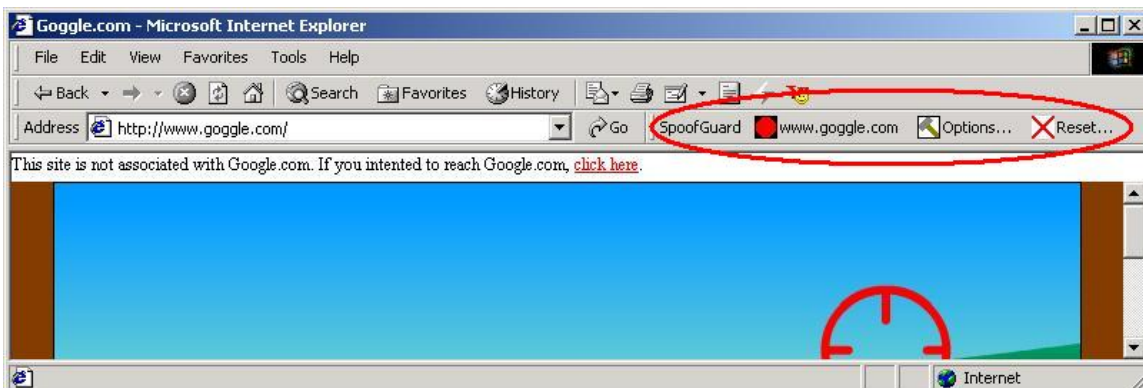 Goggle.com - Microsoft Internet Explorer
File Edit View Favorites Tools Help
Back Search Favorites History
Address http://www.goggle.com/ Go SpoofGuard www.goggle.com Options... Reset...
This site is not associated with Google.com. If you intented to reach Google.com, click here.
Internet